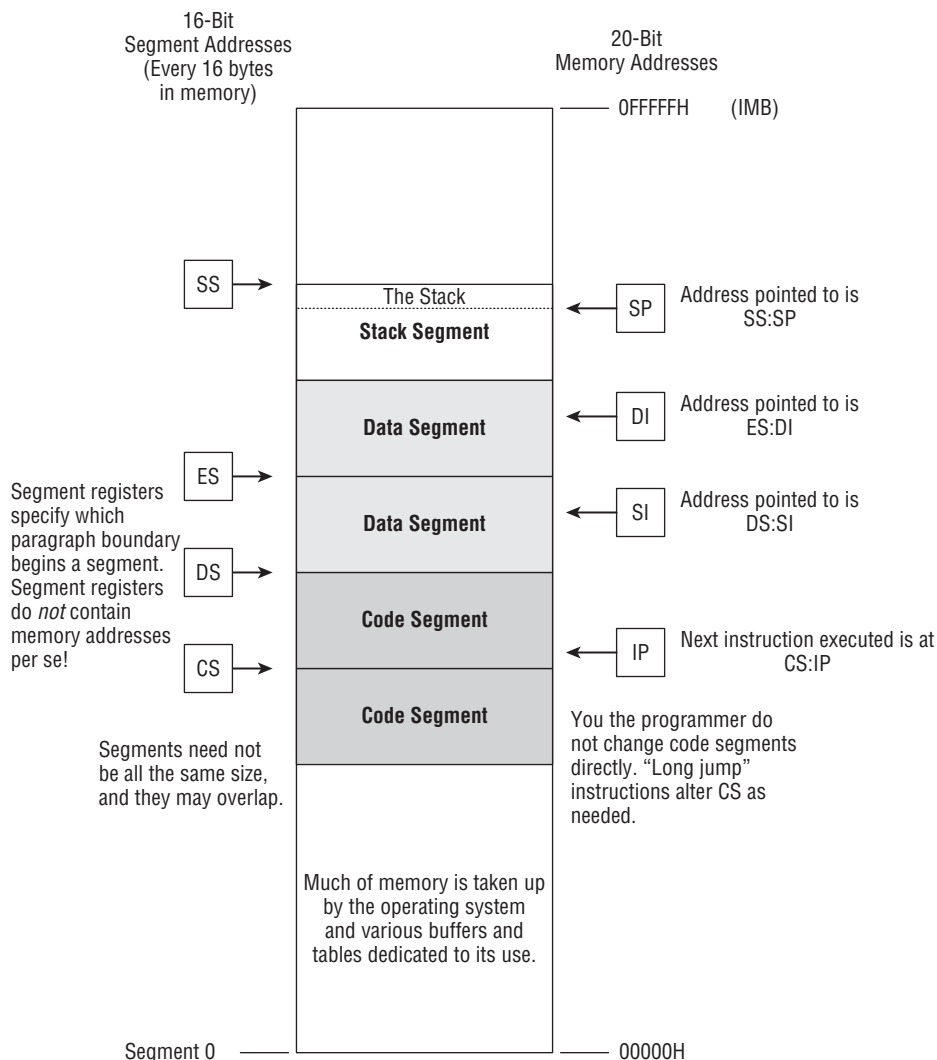 16-Bit
Segment Addresses
(Every 16 bytes
in memory)
20-Bit
Memory Addresses
0FFFFFH (IMB)
SS
The Stack
Stack Segment
SP
Address pointed to is
SS:SP
Data Segment
DI
Address pointed to is
ES:DI
ES
Segment registers
specify which
paragraph boundary
begins a segment.
Segment registers
do not contain
memory addresses
per se!
Data Segment
SI
Address pointed to is
DS:SI
DS
Code Segment
IP
Next instruction executed is at
CS:IP
CS
Code Segment
Segments need not
be all the same size,
and they may overlap.
You the programmer do
not change code segments
directly. “Long jump”
instructions alter CS as
needed.
Much of memory is taken up
by the operating system
and various buffers and
tables dedicated to its use.
Segment 0
00000H